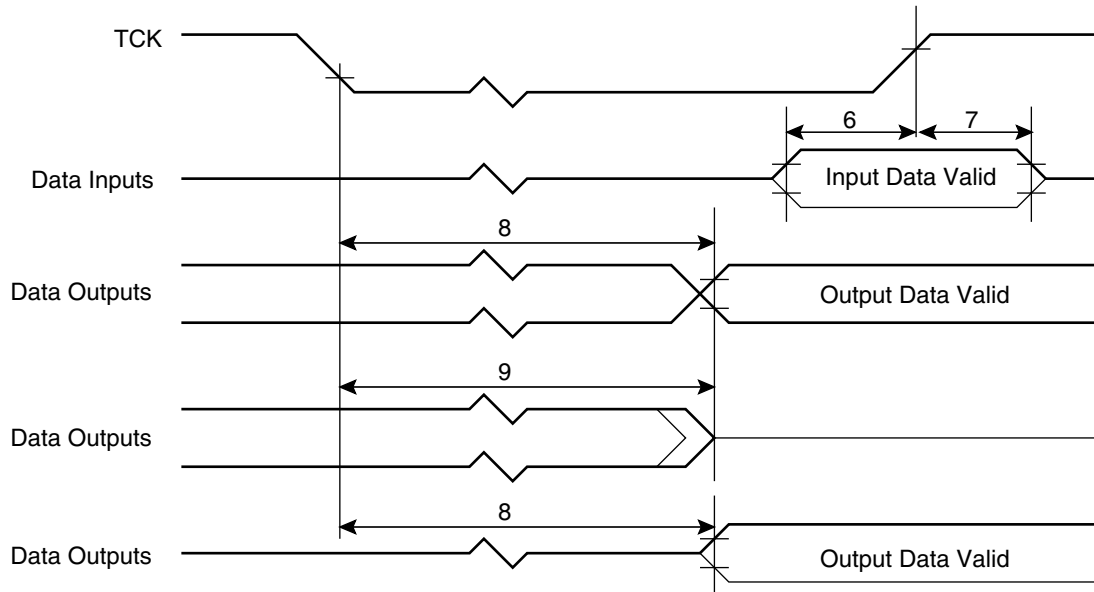 TCK
6
7
Data Inputs
Input Data Valid
8
Data Outputs
Output Data Valid
9
Data Outputs
8
Data Outputs
Output Data Valid